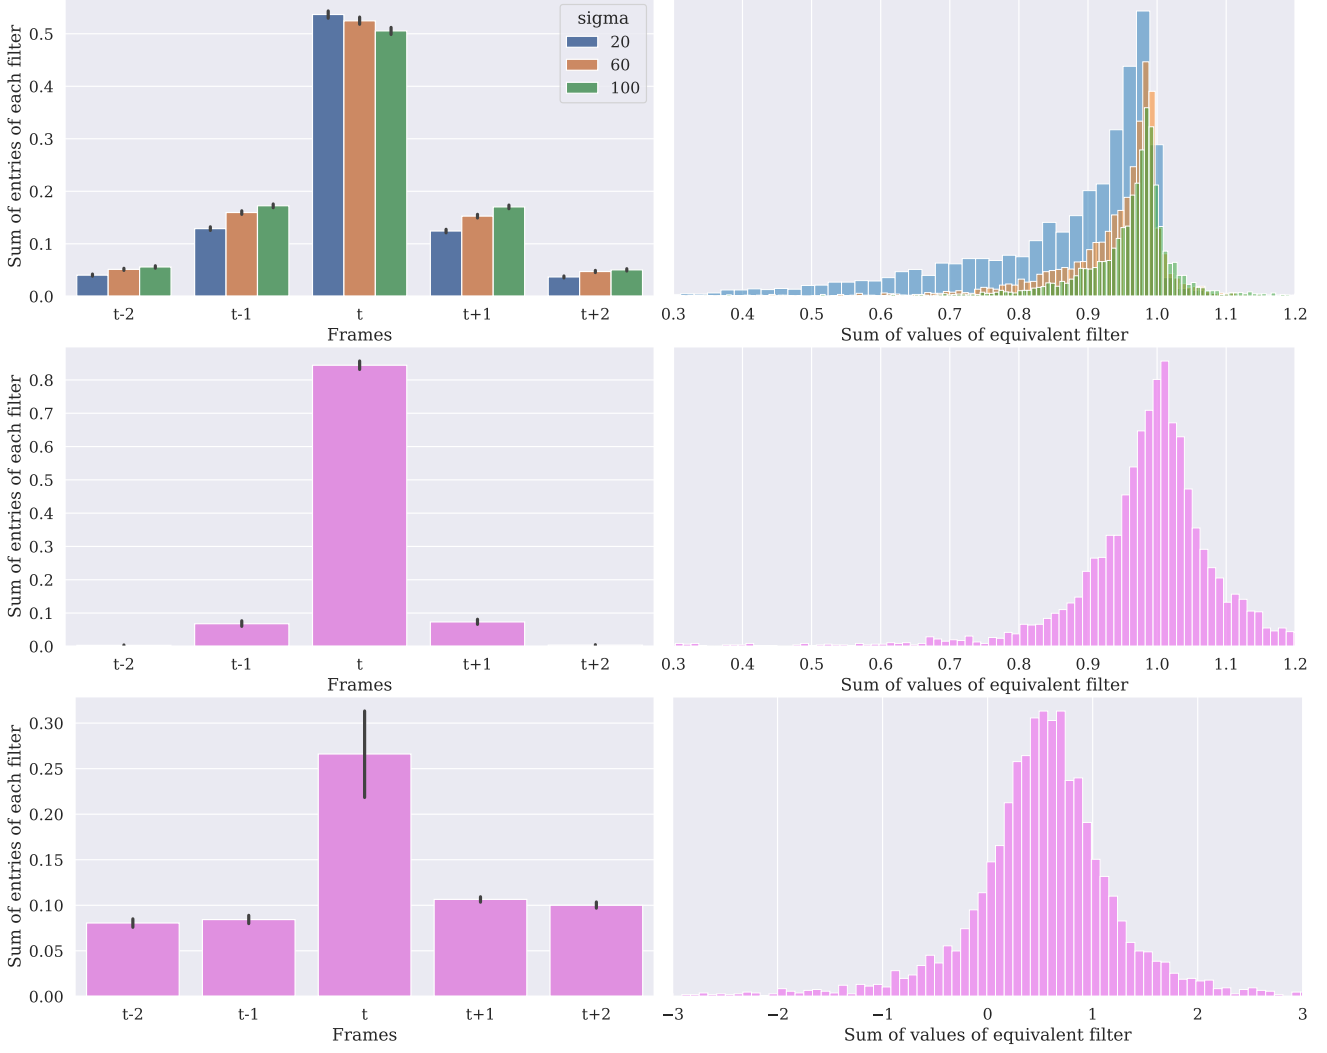 Sum of entries of each filter
0.5
0.4
0.3
0.2
0.1
0.0
t-2 t-1 t t+1 t+2
Frames
sigma
20
60
100
0.3 0.4 0.5 0.6 0.7 0.8 0.9 1.0 1.1 1.2
Sum of values of equivalent filter
Sum of entries of each filter
0.8
0.7
0.6
0.5
0.4
0.3
0.2
0.1
0.0
t-2 t-1 t t+1 t+2
Frames
0.3 0.4 0.5 0.6 0.7 0.8 0.9 1.0 1.1 1.2
Sum of values of equivalent filter
Sum of entries of each filter
0.30
0.25
0.20
0.15
0.10
0.05
0.00
t-2 t-1 t t+1 t+2
Frames
−3 −2 −1 0 1 2 3
Sum of values of equivalent filter